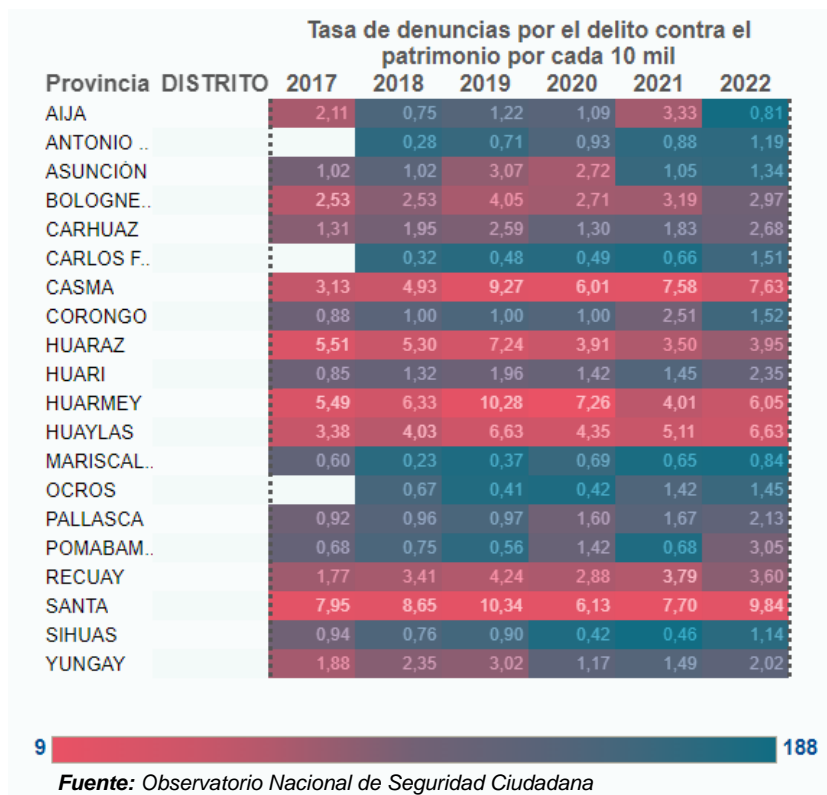 Tasa de denuncias por el delito contra el
patrimonio por cada 10 mil
Provincia DISTRITO 2017 2018 2019 2020 2021 2022
AIJA 2,11 0,75 1,22 1,09 3,33 0,81
ANTONIO .. 0,28 0,71 0,93 0,88 1,19
ASUNCIÓN 1,02 1,02 3,07 2,72 1,05 1,34
BOLOGNE.. 2,53 2,53 4,05 2,71 3,19 2,97
CARHUAZ 1,31 1,95 2,59 1,30 1,83 2,68
CARLOS F.. 0,32 0,48 0,49 0,66 1,51
CASMA 3,13 4,93 9,27 6,01 7,58 7,63
CORONGO 0,88 1,00 1,00 1,00 2,51 1,52
HUARAZ 5,51 5,30 7,24 3,91 3,50 3,95
HUARI 0,85 1,32 1,96 1,42 1,45 2,35
HUARMEY 5,49 6,33 10,28 7,26 4,01 6,05
HUAYLAS 3,38 4,03 6,63 4,35 5,11 6,63
MARISCAL.. 0,60 0,23 0,37 0,69 0,65 0,84
OCROS 0,67 0,41 0,42 1,42 1,45
PALLASCA 0,92 0,96 0,97 1,60 1,67 2,13
POMABAM.. 0,68 0,75 0,56 1,42 0,68 3,05
RECUAY 1,77 3,41 4,24 2,88 3,79 3,60
SANTA 7,95 8,65 10,34 6,13 7,70 9,84
SIHUAS 0,94 0,76 0,90 0,42 0,46 1,14
YUNGAY 1,88 2,35 3,02 1,17 1,49 2,02
9 188
Fuente: Observatorio Nacional de Seguridad Ciudadana